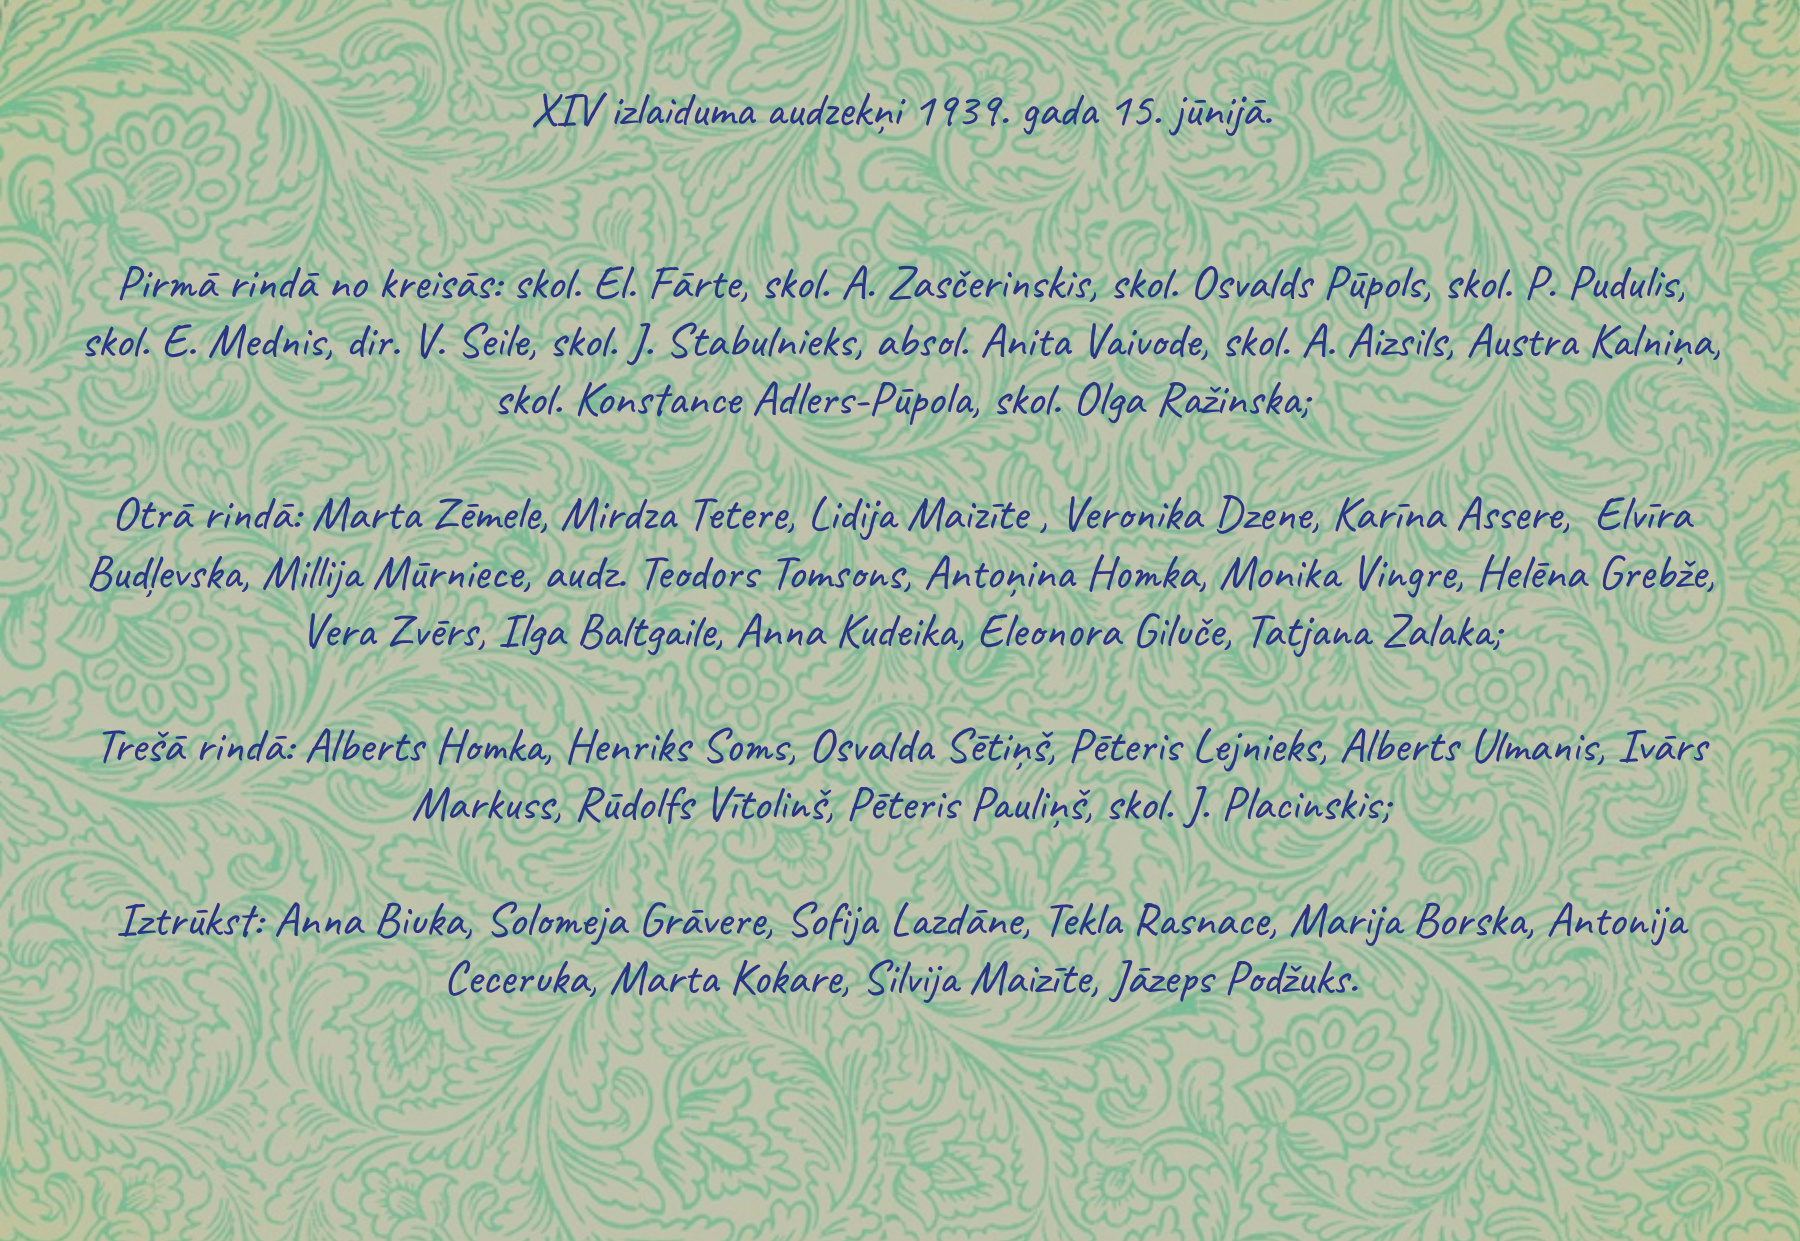 XIV izlaiduma audzekņi 1939. gada 15. jūnijā.
Pirmā rindā no kreisās: skol. El. Fārte, skol. A. Zasčerinskis, skol. Osvalds Pūpols, skol. P. Pudulis,
skol. E. Mednis, dir. V. Seile, skol. J. Stabulnieks, absol. Anita Vaivode, skol. A. Aizsils, Austra Kalniņa,
skol. Konstance Adlers-Pūpola, skol. Olga Ražinska;
Otrā rindā: Marta Zēmele, Mirdza Tetere, Lidija Maizīte , Veronika Dzene, Karīna Assere, Elvīra
Budļevska, Millija Mūrniece, audz. Teodors Tomsons, Antoņina Homka, Monika Vingre, Helēna Grebže,
Vera Zvērs, Ilga Baltgaile, Anna Kudeika, Eleonora Giluče, Tatjana Zalaka;
Trešā rindā: Alberts Homka, Henriks Soms, Osvalda Sētiņš, Pēteris Lejnieks, Alberts Ulmanis, Ivārs
Markuss, Rūdolfs Vītolinš, Pēteris Pauliņš, skol. J. Placinskis;
Iztrūkst: Anna Biuka, Solomeja Grāvere, Sofija Lazdāne, Tekla Rasnace, Marija Borska, Antonija
Ceceruka, Marta Kokare, Silvija Maizīte, Jāzeps Podžuks.